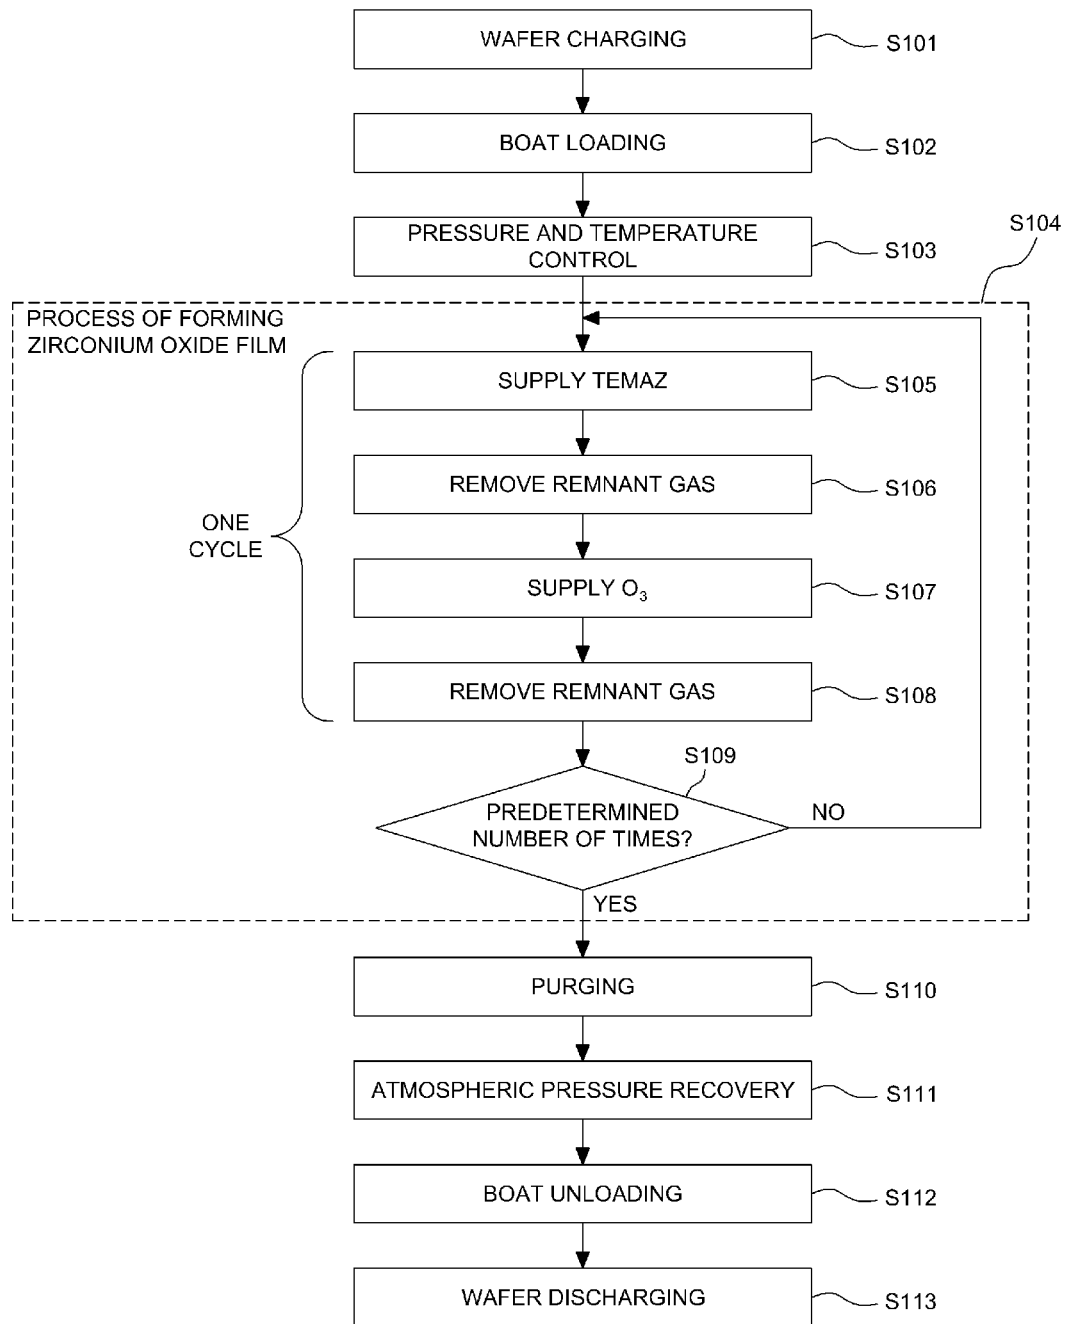 WAFER CHARGING
S101
BOAT LOADING
S102
PRESSURE AND TEMPERATURE
CONTROL
S103
S104
PROCESS OF FORMING
ZIRCONIUM OXIDE FILM
SUPPLY TEMAZ
S105
REMOVE REMNANT GAS
S106
ONE
CYCLE
SUPPLY O₃
S107
REMOVE REMNANT GAS
S108
S109
PREDETERMINED
NUMBER OF TIMES?
NO
YES
PURGING
S110
ATMOSPHERIC PRESSURE RECOVERY
S111
BOAT UNLOADING
S112
WAFER DISCHARGING
S113